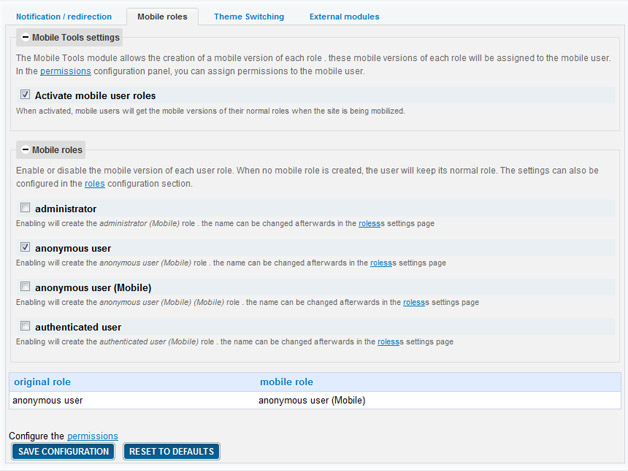 Notification / redirection Mobile roles Theme Switching External modules
Mobile Tools settings
The Mobile Tools module allows the creation of a mobile version of each role . these mobile versions of each role will be assigned to the mobile user.
In the permissions configuration panel, you can assign permissions to the mobile user.
Activate mobile user roles
When activated, mobile users will get the mobile versions of their normal roles when the site is being mobilized.
Mobile roles
Enable or disable the mobile version of each user role. When no mobile role is created, the user will keep its normal role. The settings can also be
configured in the roles configuration section.
administrator
Enabling will create the administrator (Mobile) role . the name can be changed afterwards in the rolesss settings page
anonymous user
Enabling will create the anonymous user (Mobile) role . the name can be changed afterwards in the rolesss settings page
anonymous user (Mobile)
Enabling will create the anonymous user (Mobile) (Mobile) role . the name can be changed afterwards in the rolesss settings page
authenticated user
Enabling will create the authenticated user (Mobile) role . the name can be changed afterwards in the rolesss settings page
original role mobile role
anonymous user anonymous user (Mobile)
Configure the permissions
SAVE CONFIGURATION RESET TO DEFAULTS